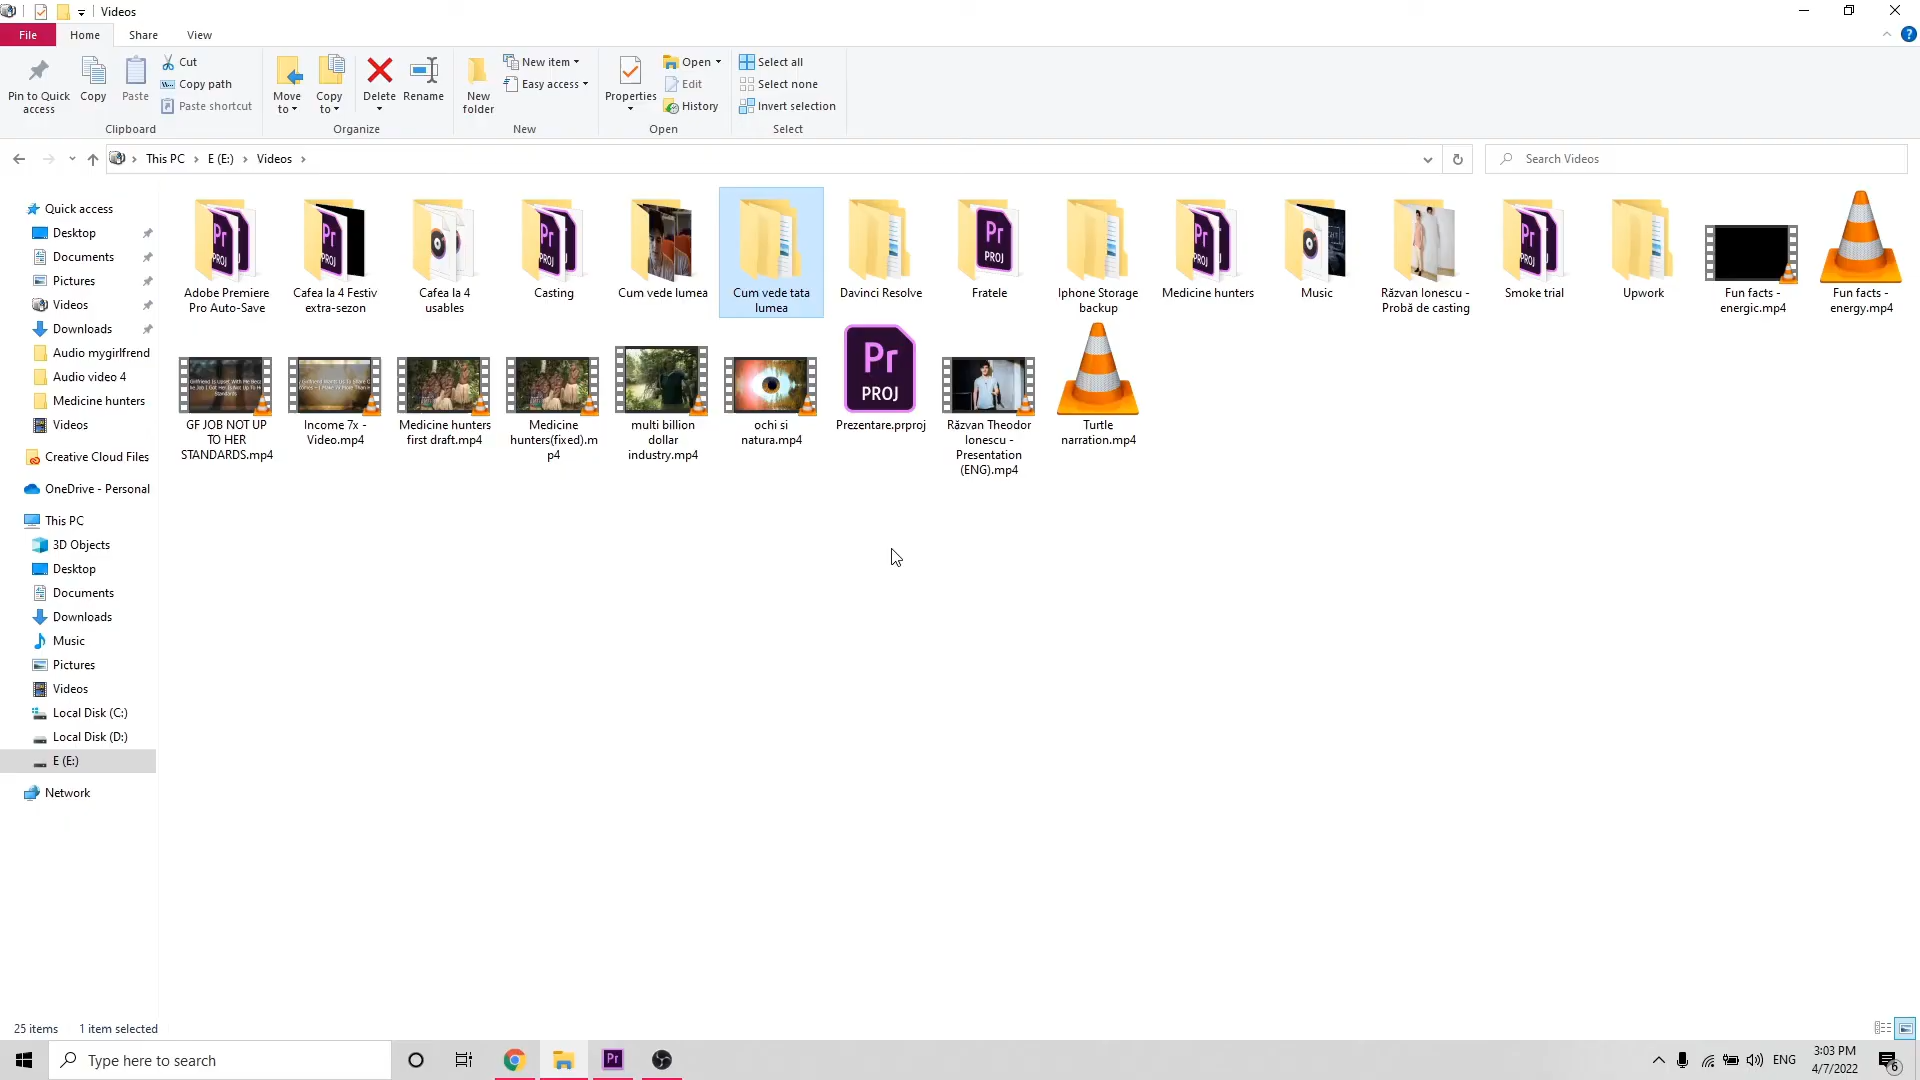 Videos
File Home Share View
Pin to Quick access
Copy
Paste
Cut
Copy path
Paste shortcut
Clipboard
Move to
Copy to
Delete
Rename
Organize
New folder
New item
Easy access
New
Properties
Open
Edit
History
Open
Select all
Select none
Invert selection
Select
This PC > E (E:) > Videos >
Search Videos
Quick access
Desktop
Documents
Pictures
Videos
Downloads
Audio mygirlfrend
Audio video 4
Medicine hunters
Videos
Creative Cloud Files
OneDrive - Personal
This PC
3D Objects
Desktop
Documents
Downloads
Music
Pictures
Videos
Local Disk (C:)
Local Disk (D:)
E (E:)
Network
Adobe Premiere
Pro Auto-Save
Cafea la 4 Festiv
extra-sezon
Cafea la 4
usables
Casting
Cum vede lumea
Cum vede tata
lumea
Davinci Resolve
Pr
PROJ
Fratele
Iphone Storage
backup
Medicine hunters
Music
Răzvan Ionescu -
Probă de casting
Smoke trial
Upwork
Fun facts -
energic.mp4
Fun facts -
energy.mp4
GF JOB NOT UP
TO HER
STANDARDS.mp4
Income 7x -
Video.mp4
Medicine hunters
first draft.mp4
Medicine
hunters(fixed).m
p4
multi billion
dollar
industry.mp4
ochi si
natura.mp4
Pr
PROJ
Prezentare.prproj
Răzvan Theodor
Ionescu -
Presentation
(ENG).mp4
Turtle
narration.mp4
25 items 1 item selected
Type here to search
Pr
ENG
3:03 PM
4/7/2022
6